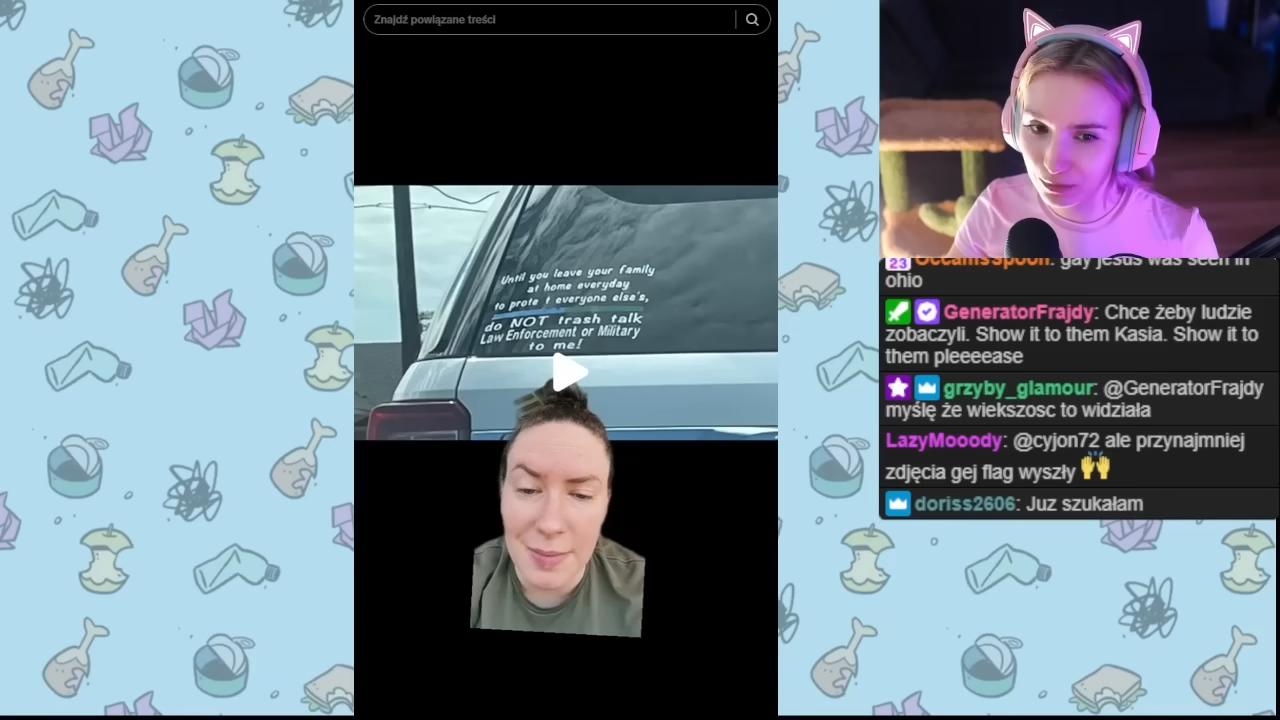 Znajdź powiązane treści
Until you leave your family
at home everyday
to prote t everyone else's,
do NOT trash talk
Law Enforcement or Military
to me!
23 OccamsSpoon: gay jesus was seen in
ohio
GeneratorFrajdy: Chce żeby ludzie
zobaczyli. Show it to them Kasia. Show it to
them pleeeease
grzyby_glamour: @GeneratorFrajdy
myślę że wiekszosc to widziała
LazyMooody: @cyjon72 ale przynajmniej
zdjęcia gej flag wyszły 🙌
doriss2606: Juz szukałam